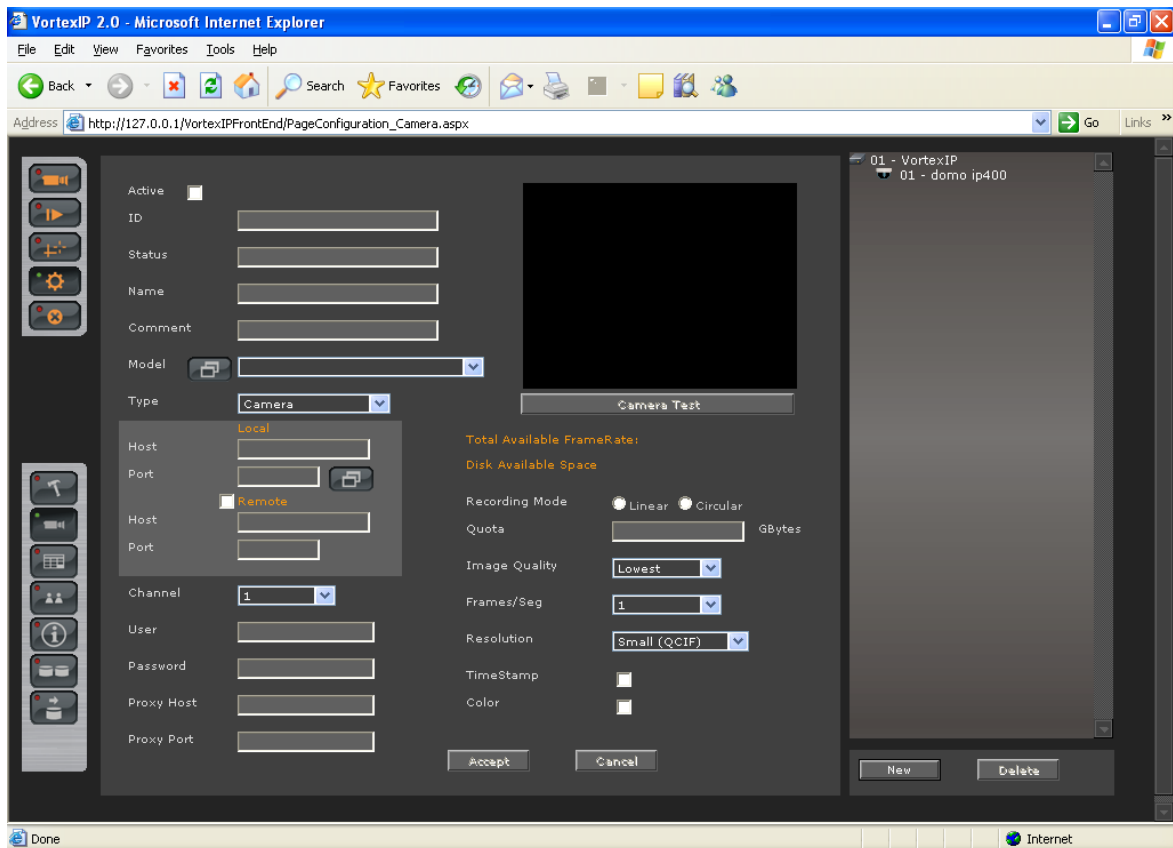 VortexIP 2.0 - Microsoft Internet Explorer
File Edit View Favorites Tools Help
Back Search Favorites
Address http://127.0.0.1/VortexIPFrontEnd/PageConfiguration_Camera.aspx Go Links »
Active
ID
Status
Name
Comment
Model
Type Camera
Local
Host
Port
Remote
Host
Port
Channel 1
User
Password
Proxy Host
Proxy Port
Camera Test
Total Available FrameRate:
Disk Available Space
Recording Mode Linear Circular
Quota GBytes
Image Quality Lowest
Frames/Seg 1
Resolution Small (QCIF)
TimeStamp
Color
Accept Cancel
01 - VortexIP
01 - domo ip400
New Delete
Done Internet